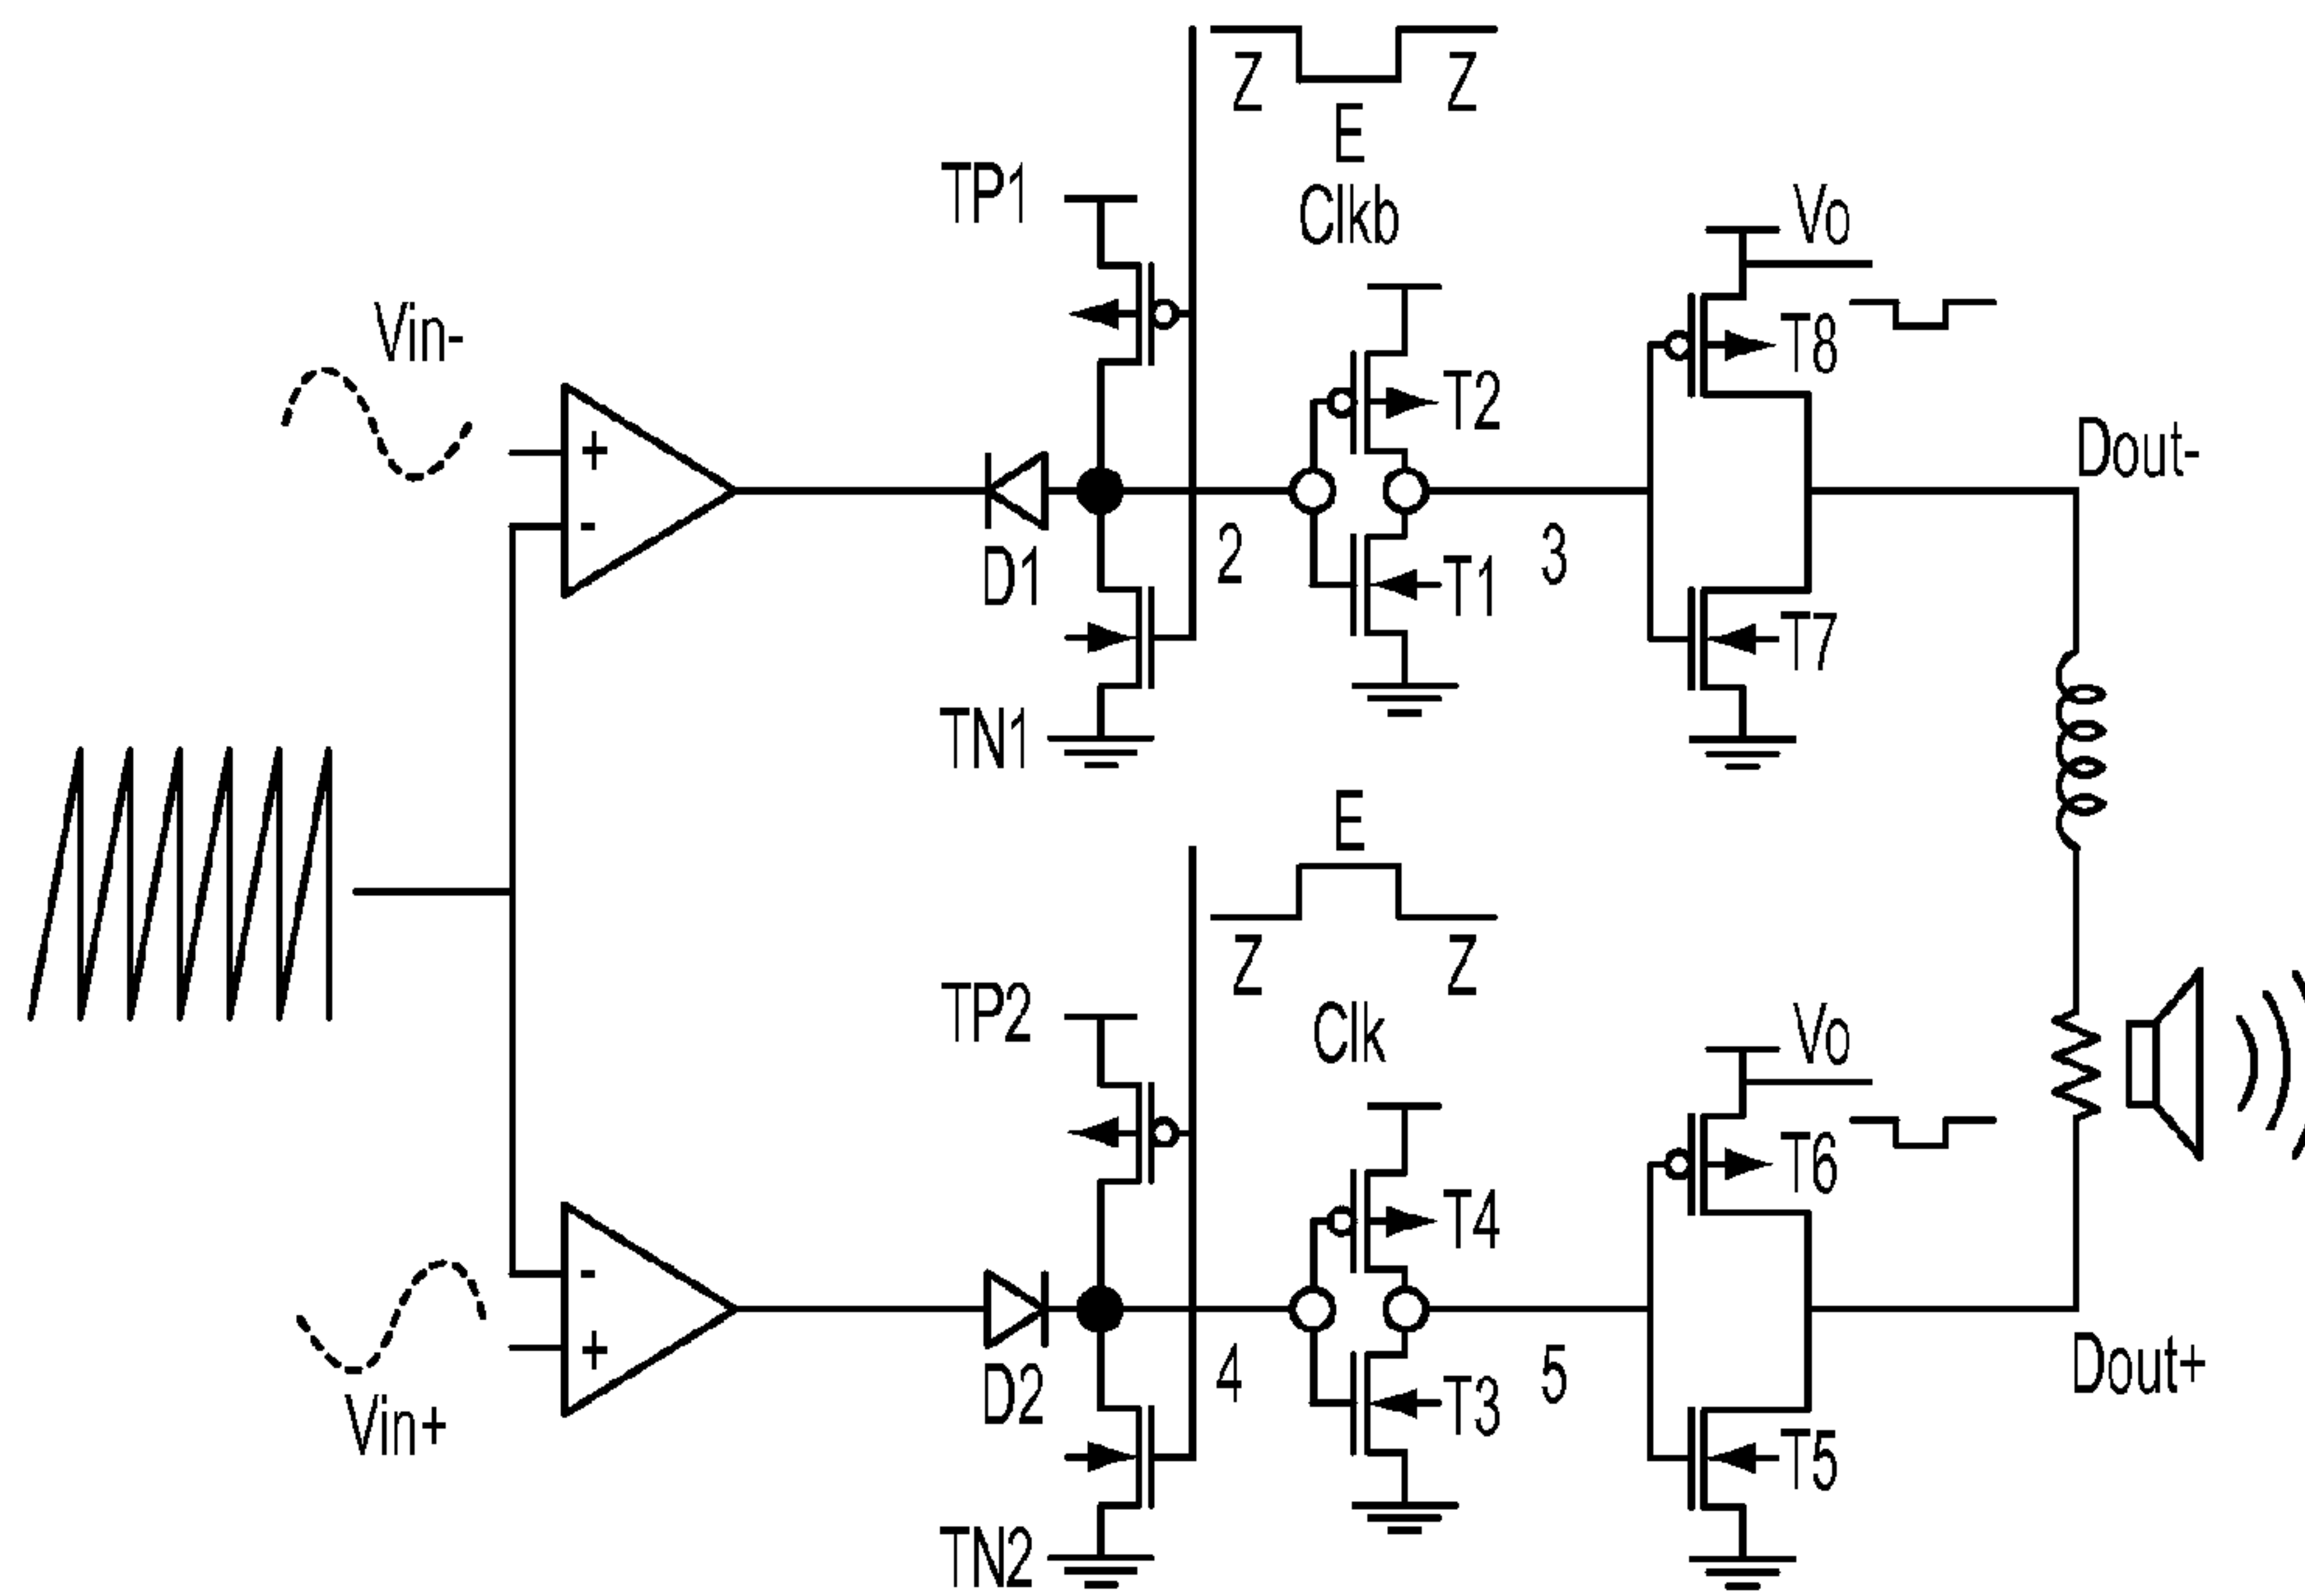 Z Z
E
Clkb
TP1
Vo
Vin-
T8
T2
Dout-
+
-
D1
2
T1
3
T7
TN1
E
Z Z
TP2
Clk
Vo
T6
T4
-
+
D2
4
T3
5
Dout+
Vin+
T5
TN2